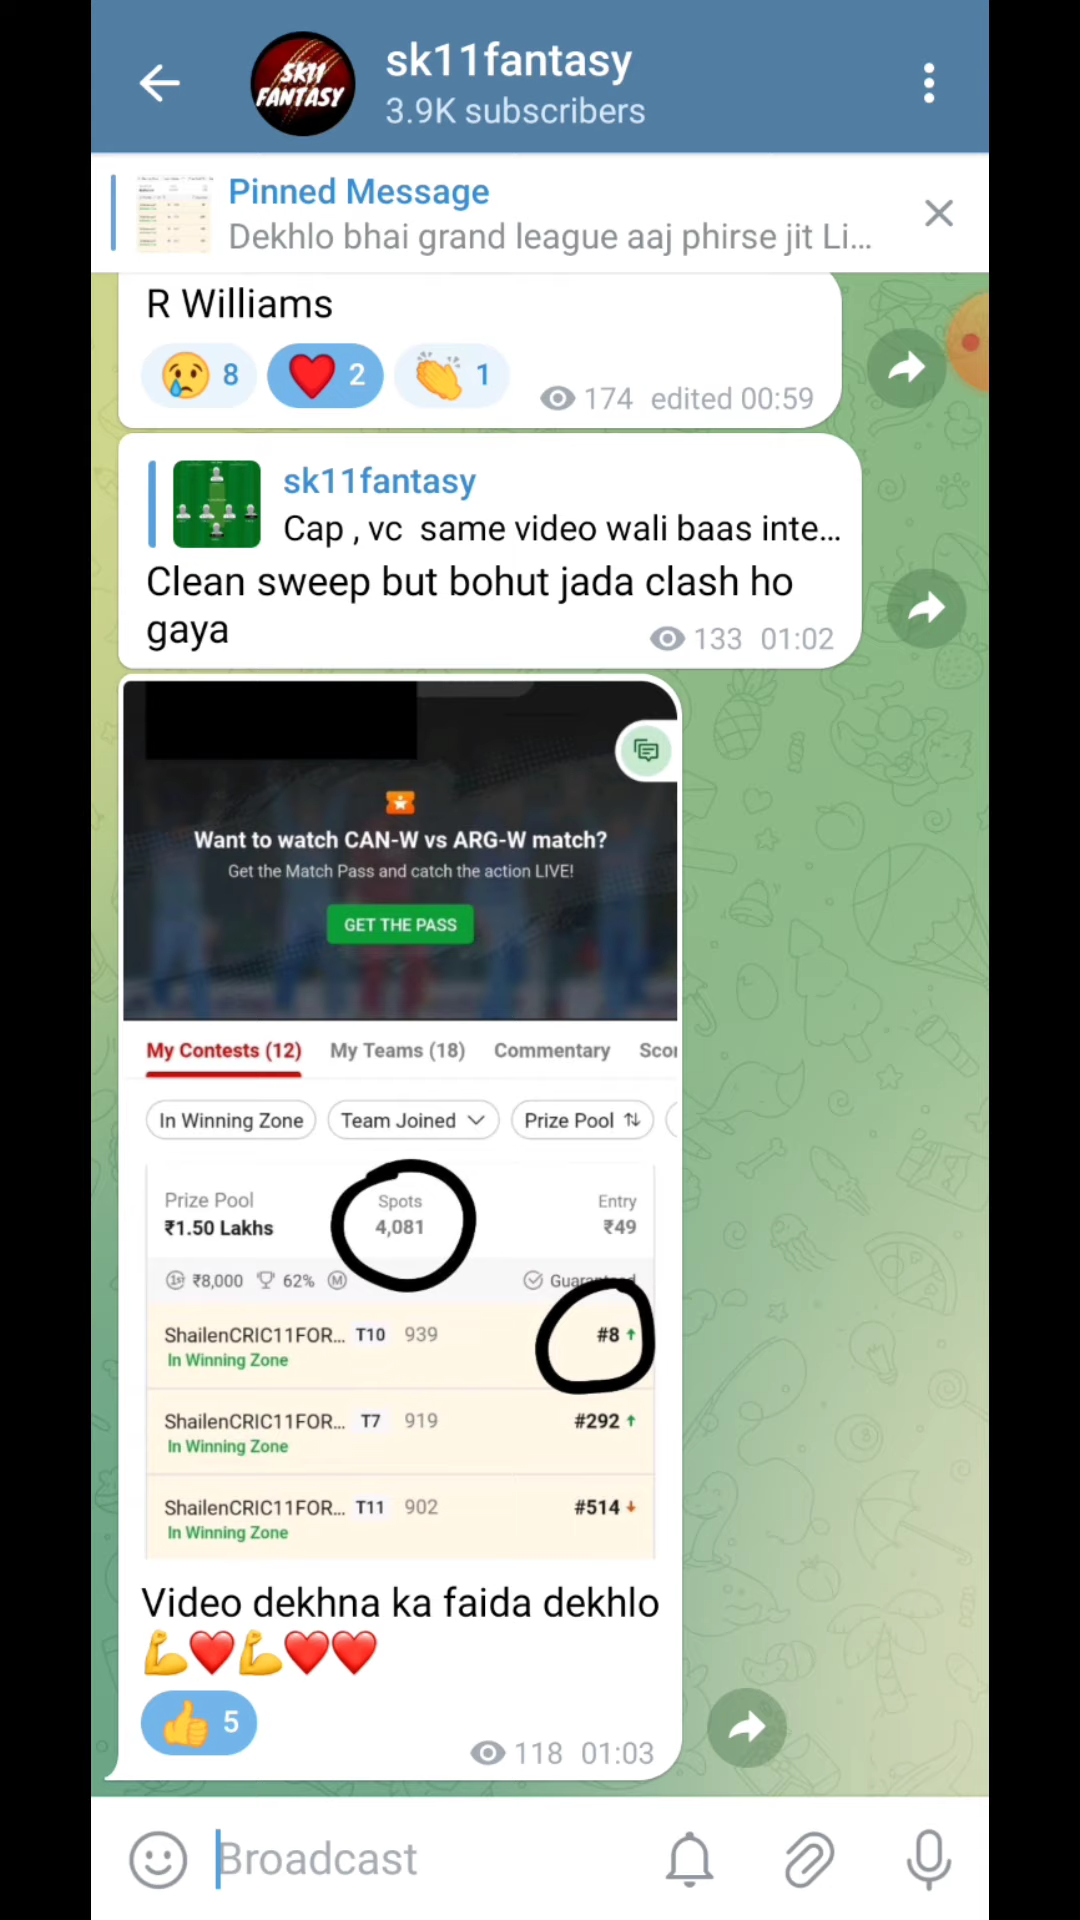 SK11
FANTASY
sk11fantasy
3.9K subscribers
Pinned Message
Dekhlo bhai grand league aaj phirse jit Li...
R Williams
8 2 1
174 edited 00:59
sk11fantasy
Cap , vc same video wali baas inte...
Clean sweep but bohut jada clash ho
gaya
133 01:02
Want to watch CAN-W vs ARG-W match?
Get the Match Pass and catch the action LIVE!
GET THE PASS
My Contests (12) My Teams (18) Commentary Scor
In Winning Zone Team Joined Prize Pool
Prize Pool Spots Entry
₹1.50 Lakhs 4,081 ₹49
1st ₹8,000 62% M Guaranteed
ShailenCRIC11FOR... T10 939 #8
In Winning Zone
ShailenCRIC11FOR... T7 919 #292
In Winning Zone
ShailenCRIC11FOR... T11 902 #514
In Winning Zone
Video dekhna ka faida dekhlo
💪❤️💪❤️❤️
5
118 01:03
Broadcast